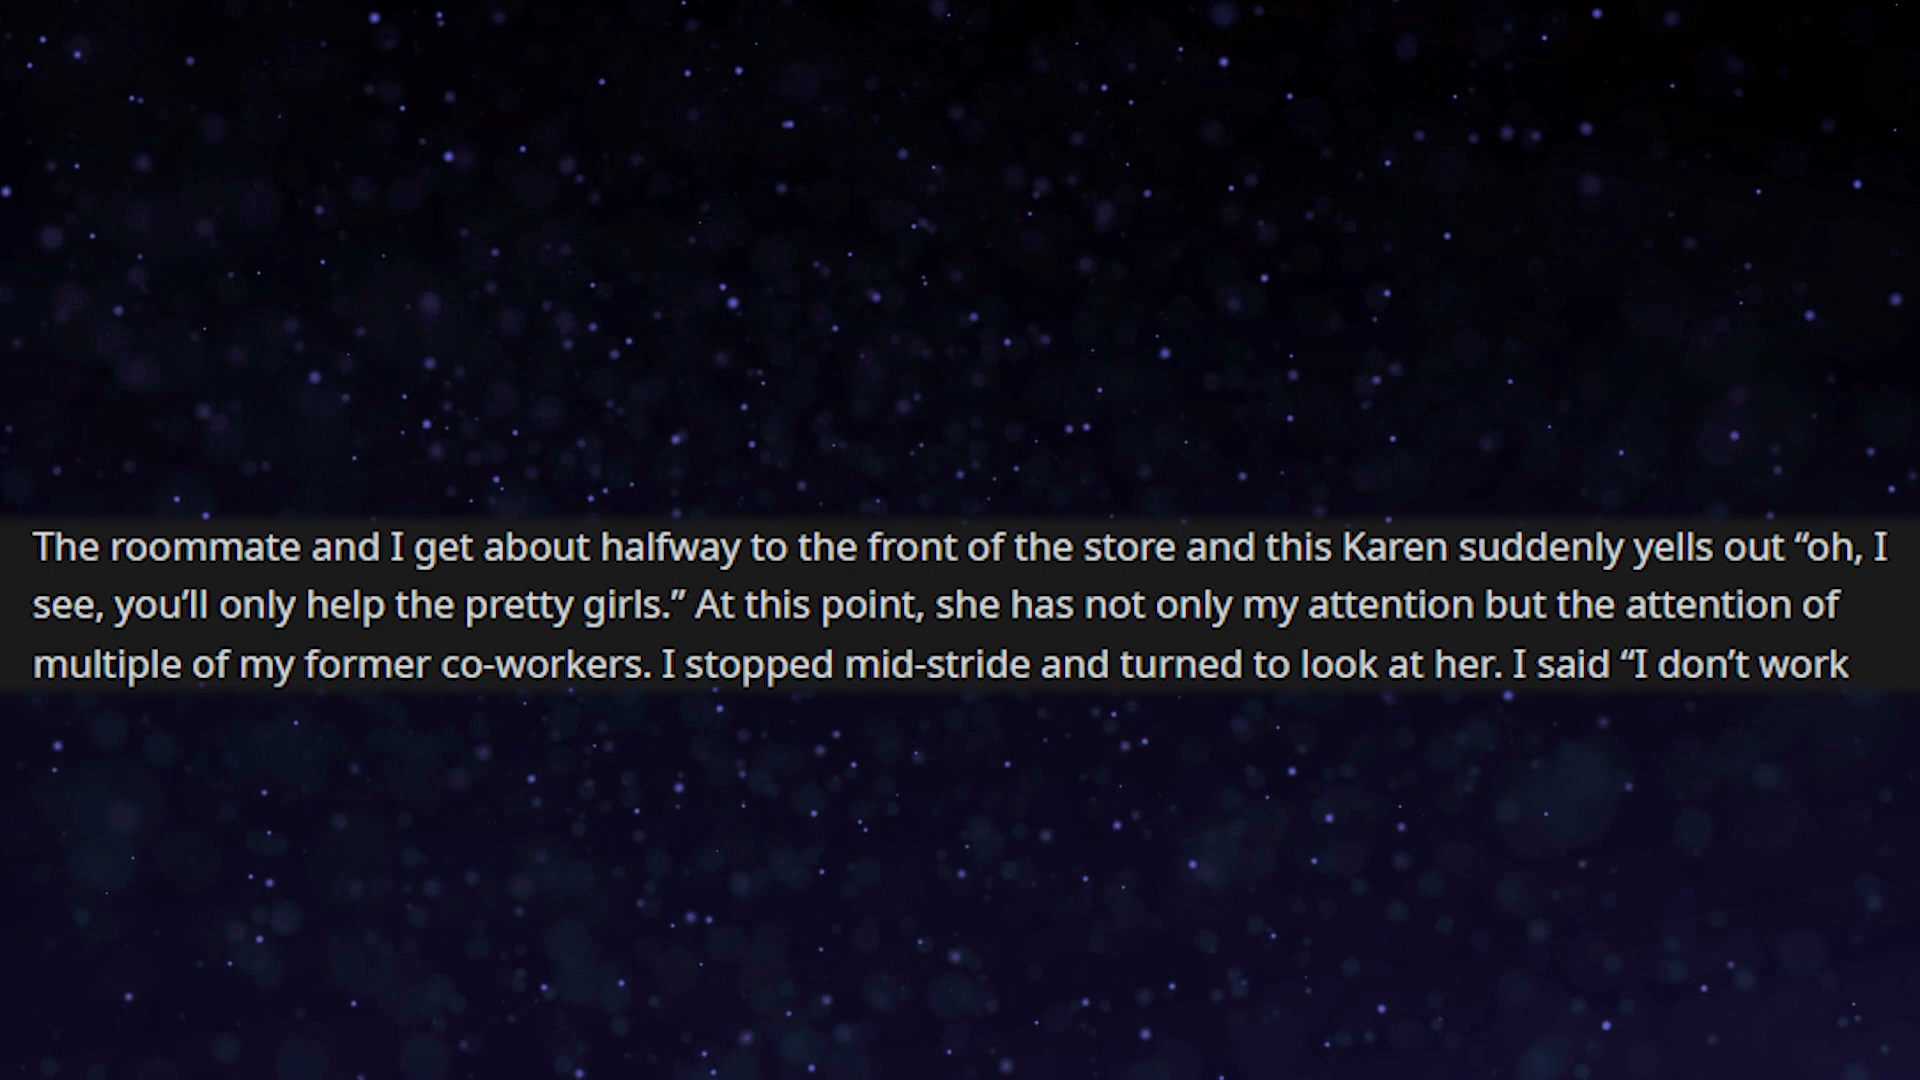 The roommate and I get about halfway to the front of the store and this Karen suddenly yells out “oh, I
see, you’ll only help the pretty girls.” At this point, she has not only my attention but the attention of
multiple of my former co-workers. I stopped mid-stride and turned to look at her. I said “I don’t work